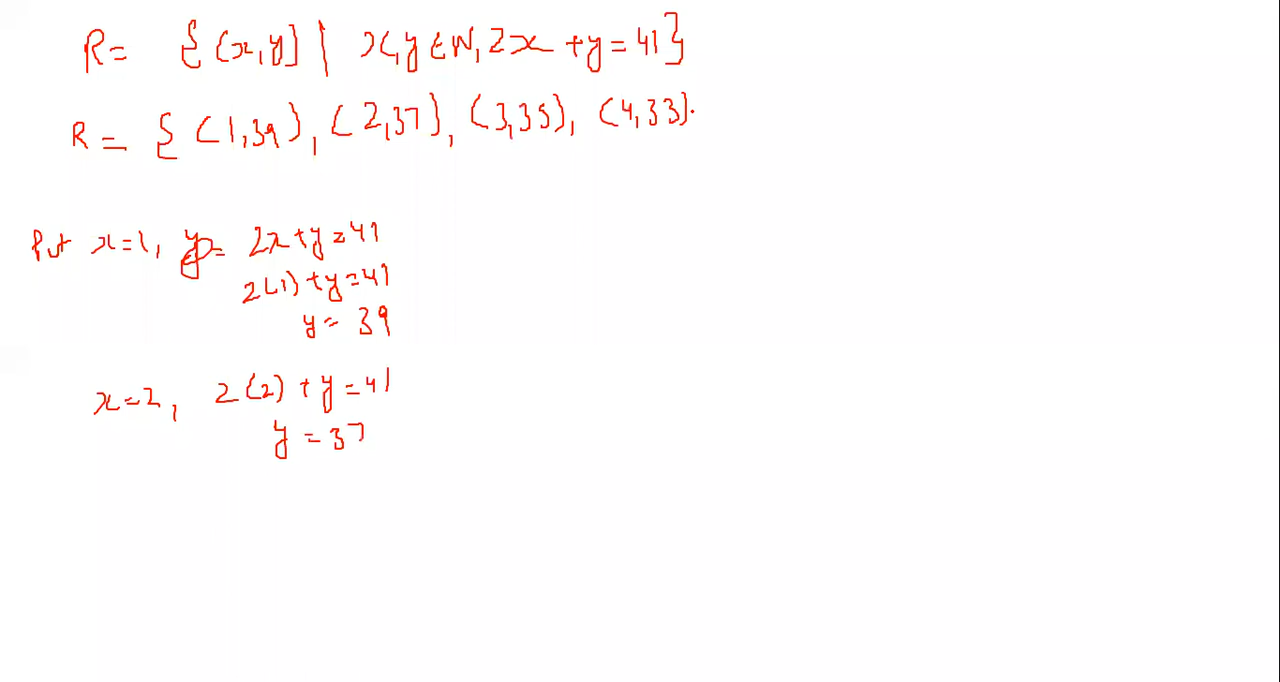 R = {(x,y] | x,y ∈ N, 2x + y = 41}
R = { (1,39), (2,37), (3,35), (4,33).
Put x=1, y= 2x+y=41
2(1)+y=41
y= 39
x=2, 2(2)+y=41
y=37